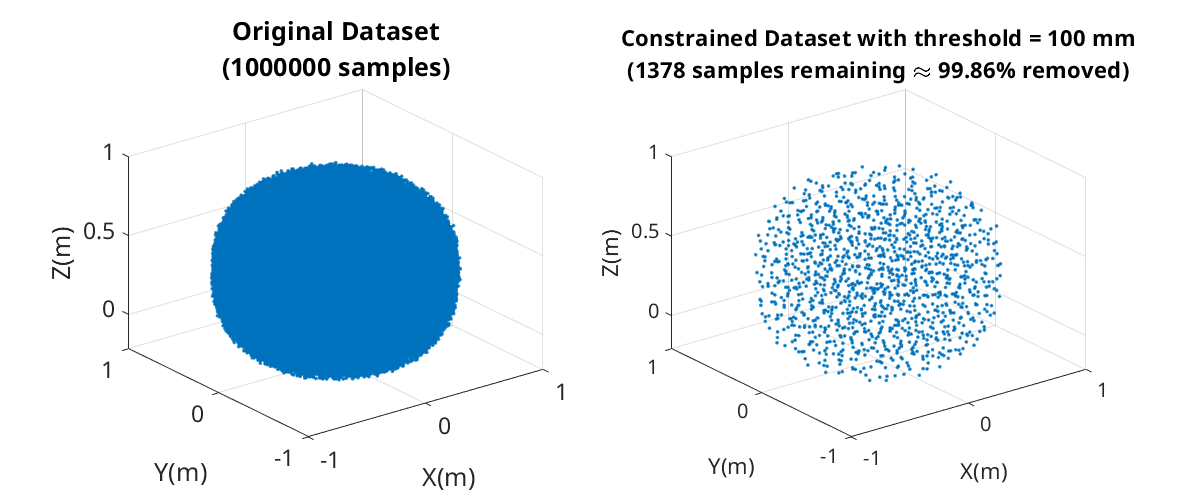 Original Dataset
(1000000 samples)
1
0.5
0
Z(m)
1
0
-1
Y(m)
-1
0
1
X(m)
Constrained Dataset with threshold = 100 mm
(1378 samples remaining ≈ 99.86% removed)
1
0.5
0
Z(m)
1
0
-1
Y(m)
-1
0
1
X(m)